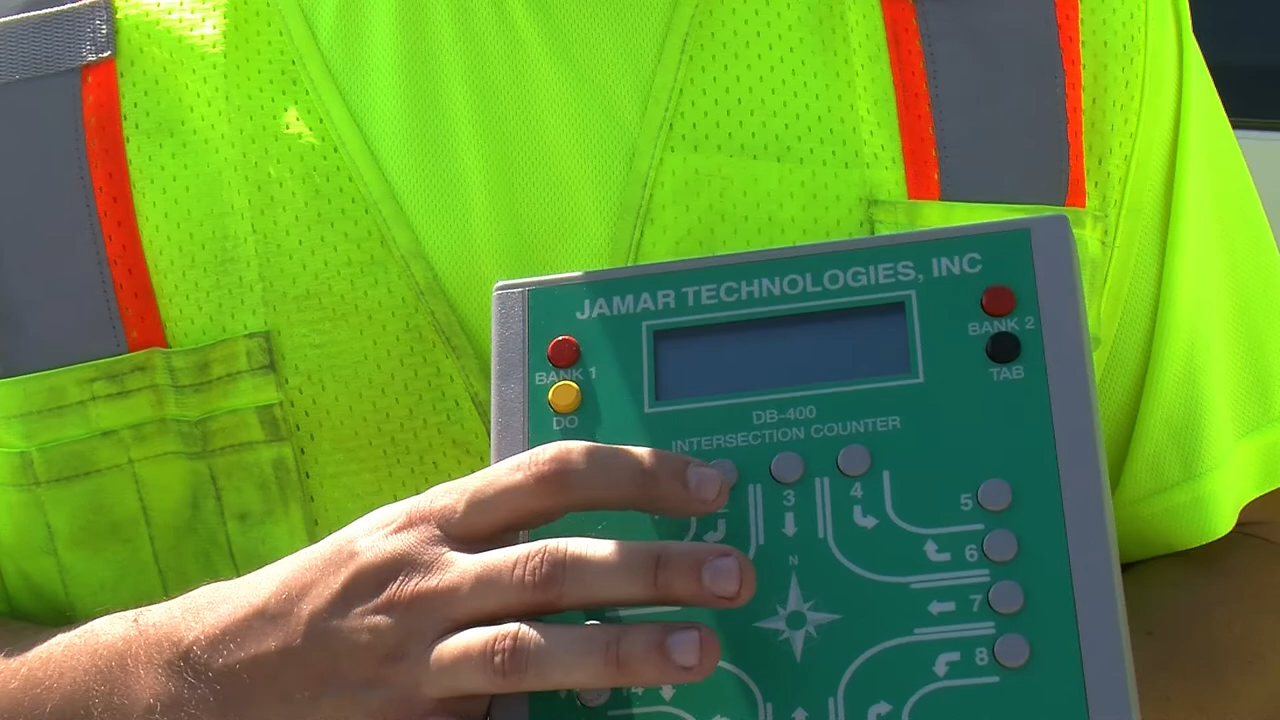 JAMAR TECHNOLOGIES, INC
BANK 1
DO
BANK 2
TAB
DB-400
INTERSECTION COUNTER
3
4
5
6
7
8
N
14